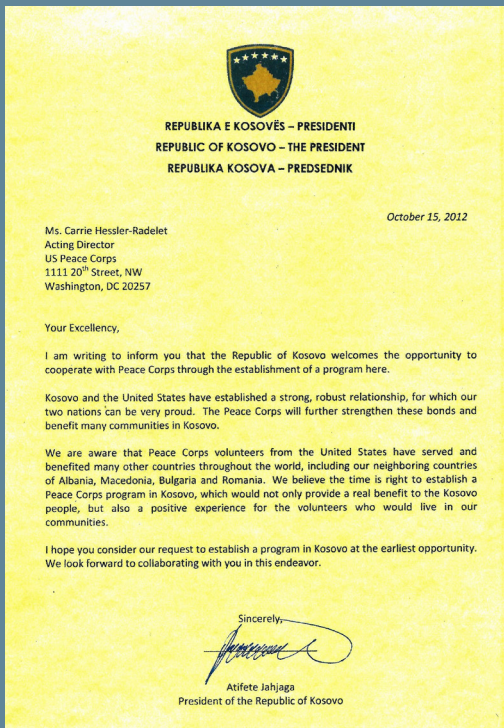 REPUBLIKA E KOSOVËS – PRESIDENTI
REPUBLIC OF KOSOVO – THE PRESIDENT
REPUBLIKA KOSOVA – PREDSEDNIK
October 15, 2012
Ms. Carrie Hessler-Radelet
Acting Director
US Peace Corps
1111 20th Street, NW
Washington, DC 20257
Your Excellency,
I am writing to inform you that the Republic of Kosovo welcomes the opportunity to
cooperate with Peace Corps through the establishment of a program here.
Kosovo and the United States have established a strong, robust relationship, for which our
two nations can be very proud. The Peace Corps will further strengthen these bonds and
benefit many communities in Kosovo.
We are aware that Peace Corps volunteers from the United States have served and
benefited many other countries throughout the world, including our neighboring countries
of Albania, Macedonia, Bulgaria and Romania. We believe the time is right to establish a
Peace Corps program in Kosovo, which would not only provide a real benefit to the Kosovo
people, but also a positive experience for the volunteers who would live in our
communities.
I hope you consider our request to establish a program in Kosovo at the earliest opportunity.
We look forward to collaborating with you in this endeavor.
Sincerely,
Atifete Jahjaga
President of the Republic of Kosovo